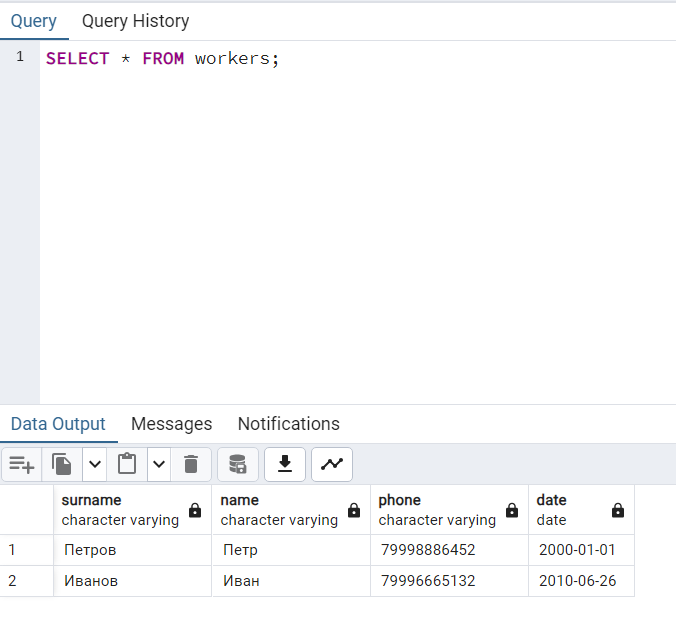 Query Query History
1 SELECT * FROM workers;
Data Output Messages Notifications
surname name phone date
character varying character varying character varying date
1 Петров Петр 79998886452 2000-01-01
2 Иванов Иван 79996665132 2010-06-26